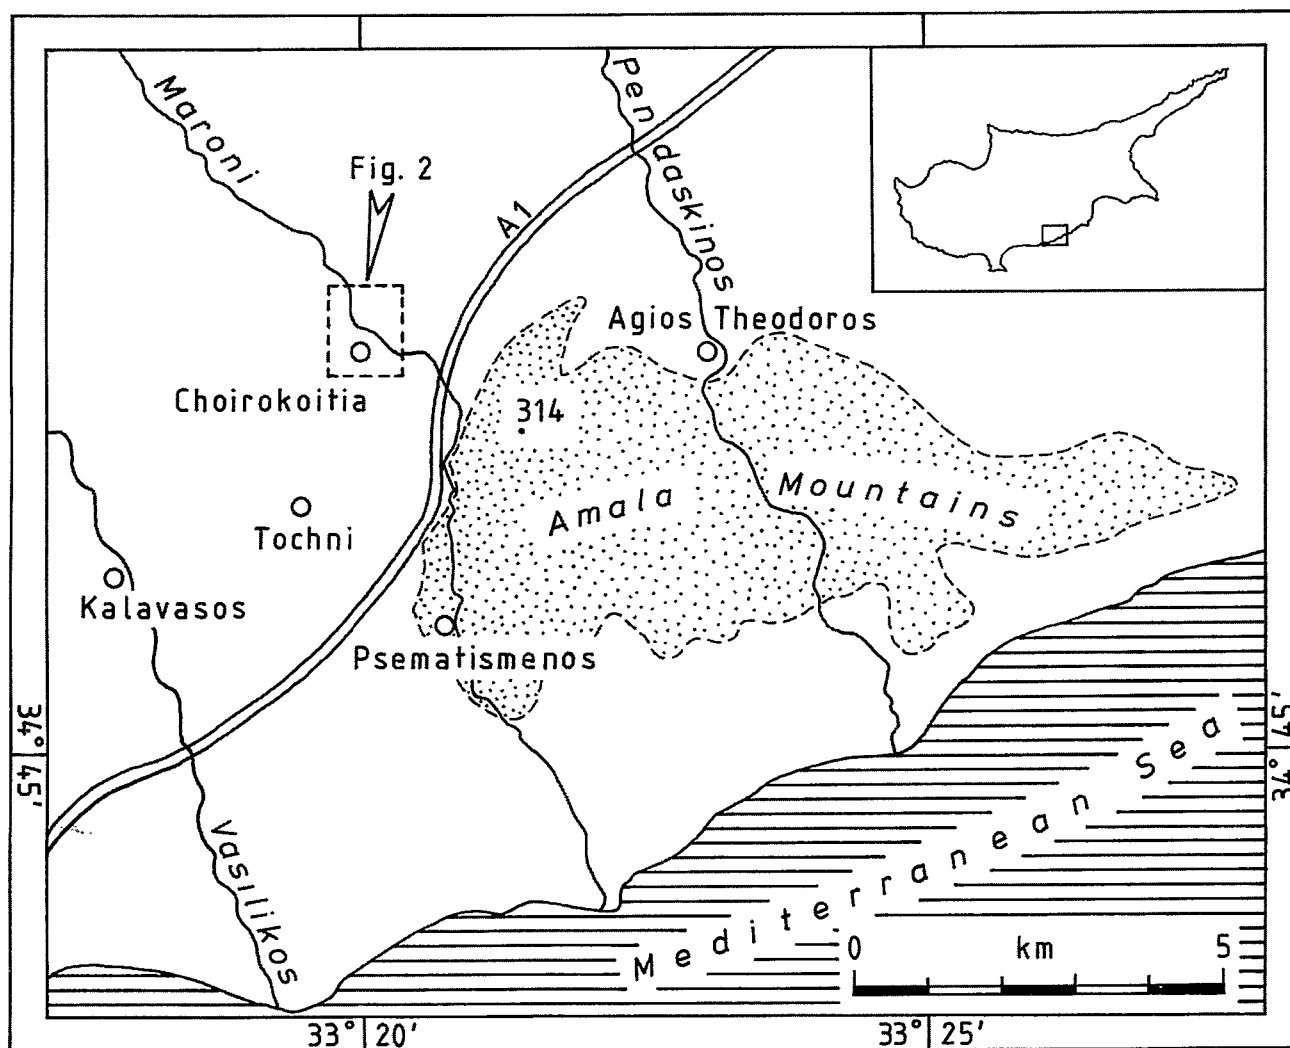 Maroni
Pendaskinos
Fig. 2
A1
Agios Theodoros
Choirokoitia
314
Amala Mountains
Tochni
Kalavasos
Psematismenos
34° 45'
34° 45'
Vasilikos
Mediterranean Sea
0 km 5
33° 20'
33° 25'